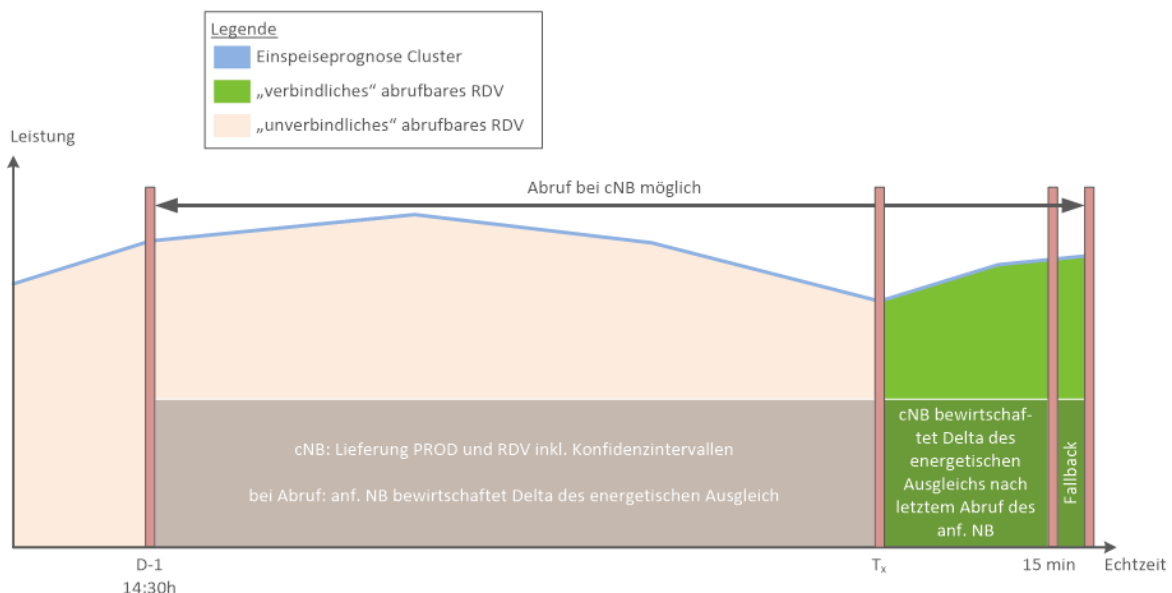 Legende
Einspeiseprognose Cluster
„verbindliches“ abrufbares RDV
„unverbindliches“ abrufbares RDV
Leistung
Abruf bei cNB möglich
cNB: Lieferung PROD und RDV inkl. Konfidenzintervallen
bei Abruf: anf. NB bewirtschaftet Delta des energetischen Ausgleich
cNB bewirtschaf-
tet Delta des
energetischen
Ausgleichs nach
letztem Abruf des
anf. NB
Fallback
D-1
14:30h
Tₓ
15 min
Echtzeit